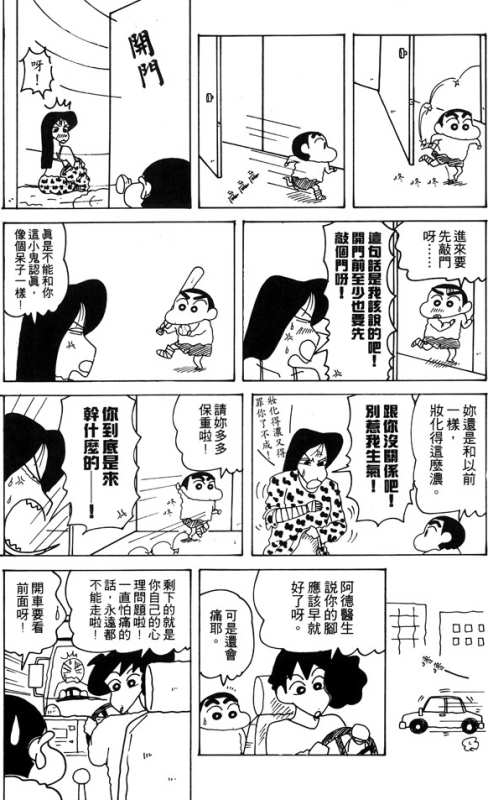 開門
呀！
進來要
先敲門
呀……
這句話是我該說的吧！
開門前至少也要先
敲個門呀！
真是不能和你
這小鬼認真，
像個呆子一樣！
妳還是和以前
一樣，
妝化得這麼濃。
跟你沒關係吧！
別惹我生氣！
妝化得濃又得
罪你了不成！
請妳多多
保重啦！
你到底是來
幹什麼的——！
阿德醫生
說你的腳
應該早就
好了呀。
可是還會
痛耶。
剩下的就是
你自己的心
理問題啦！
一直怕痛的
話，永遠都
不能走啦！
開車要看
前面呀！